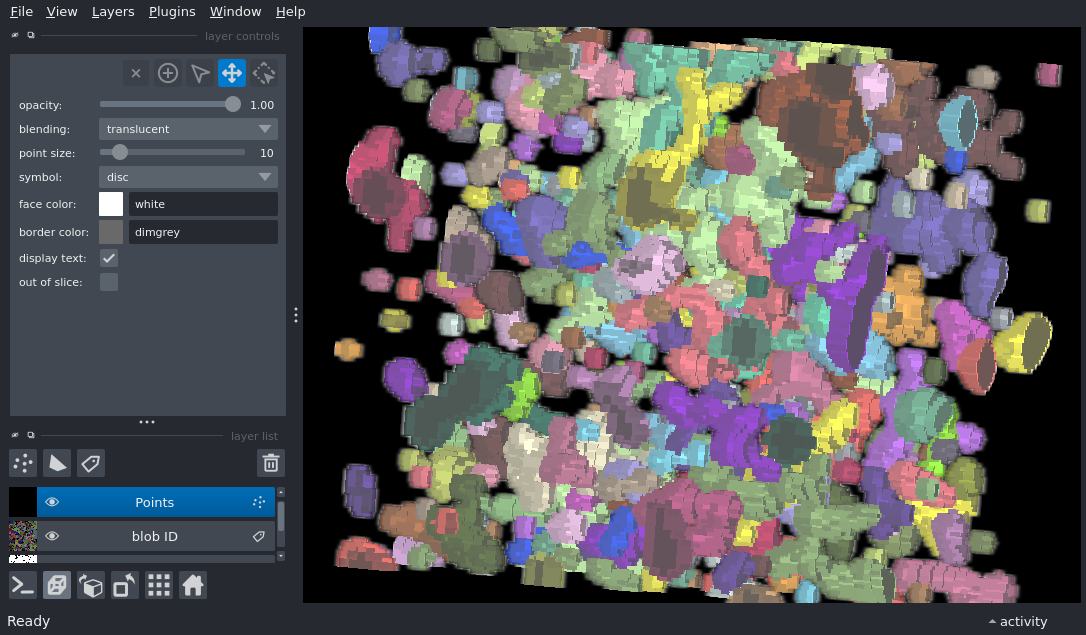 File View Layers Plugins Window Help
layer controls
opacity: 1.00
blending: translucent
point size: 10
symbol: disc
face color: white
border color: dimgrey
display text:
out of slice:
layer list
Points
blob ID
Ready
activity